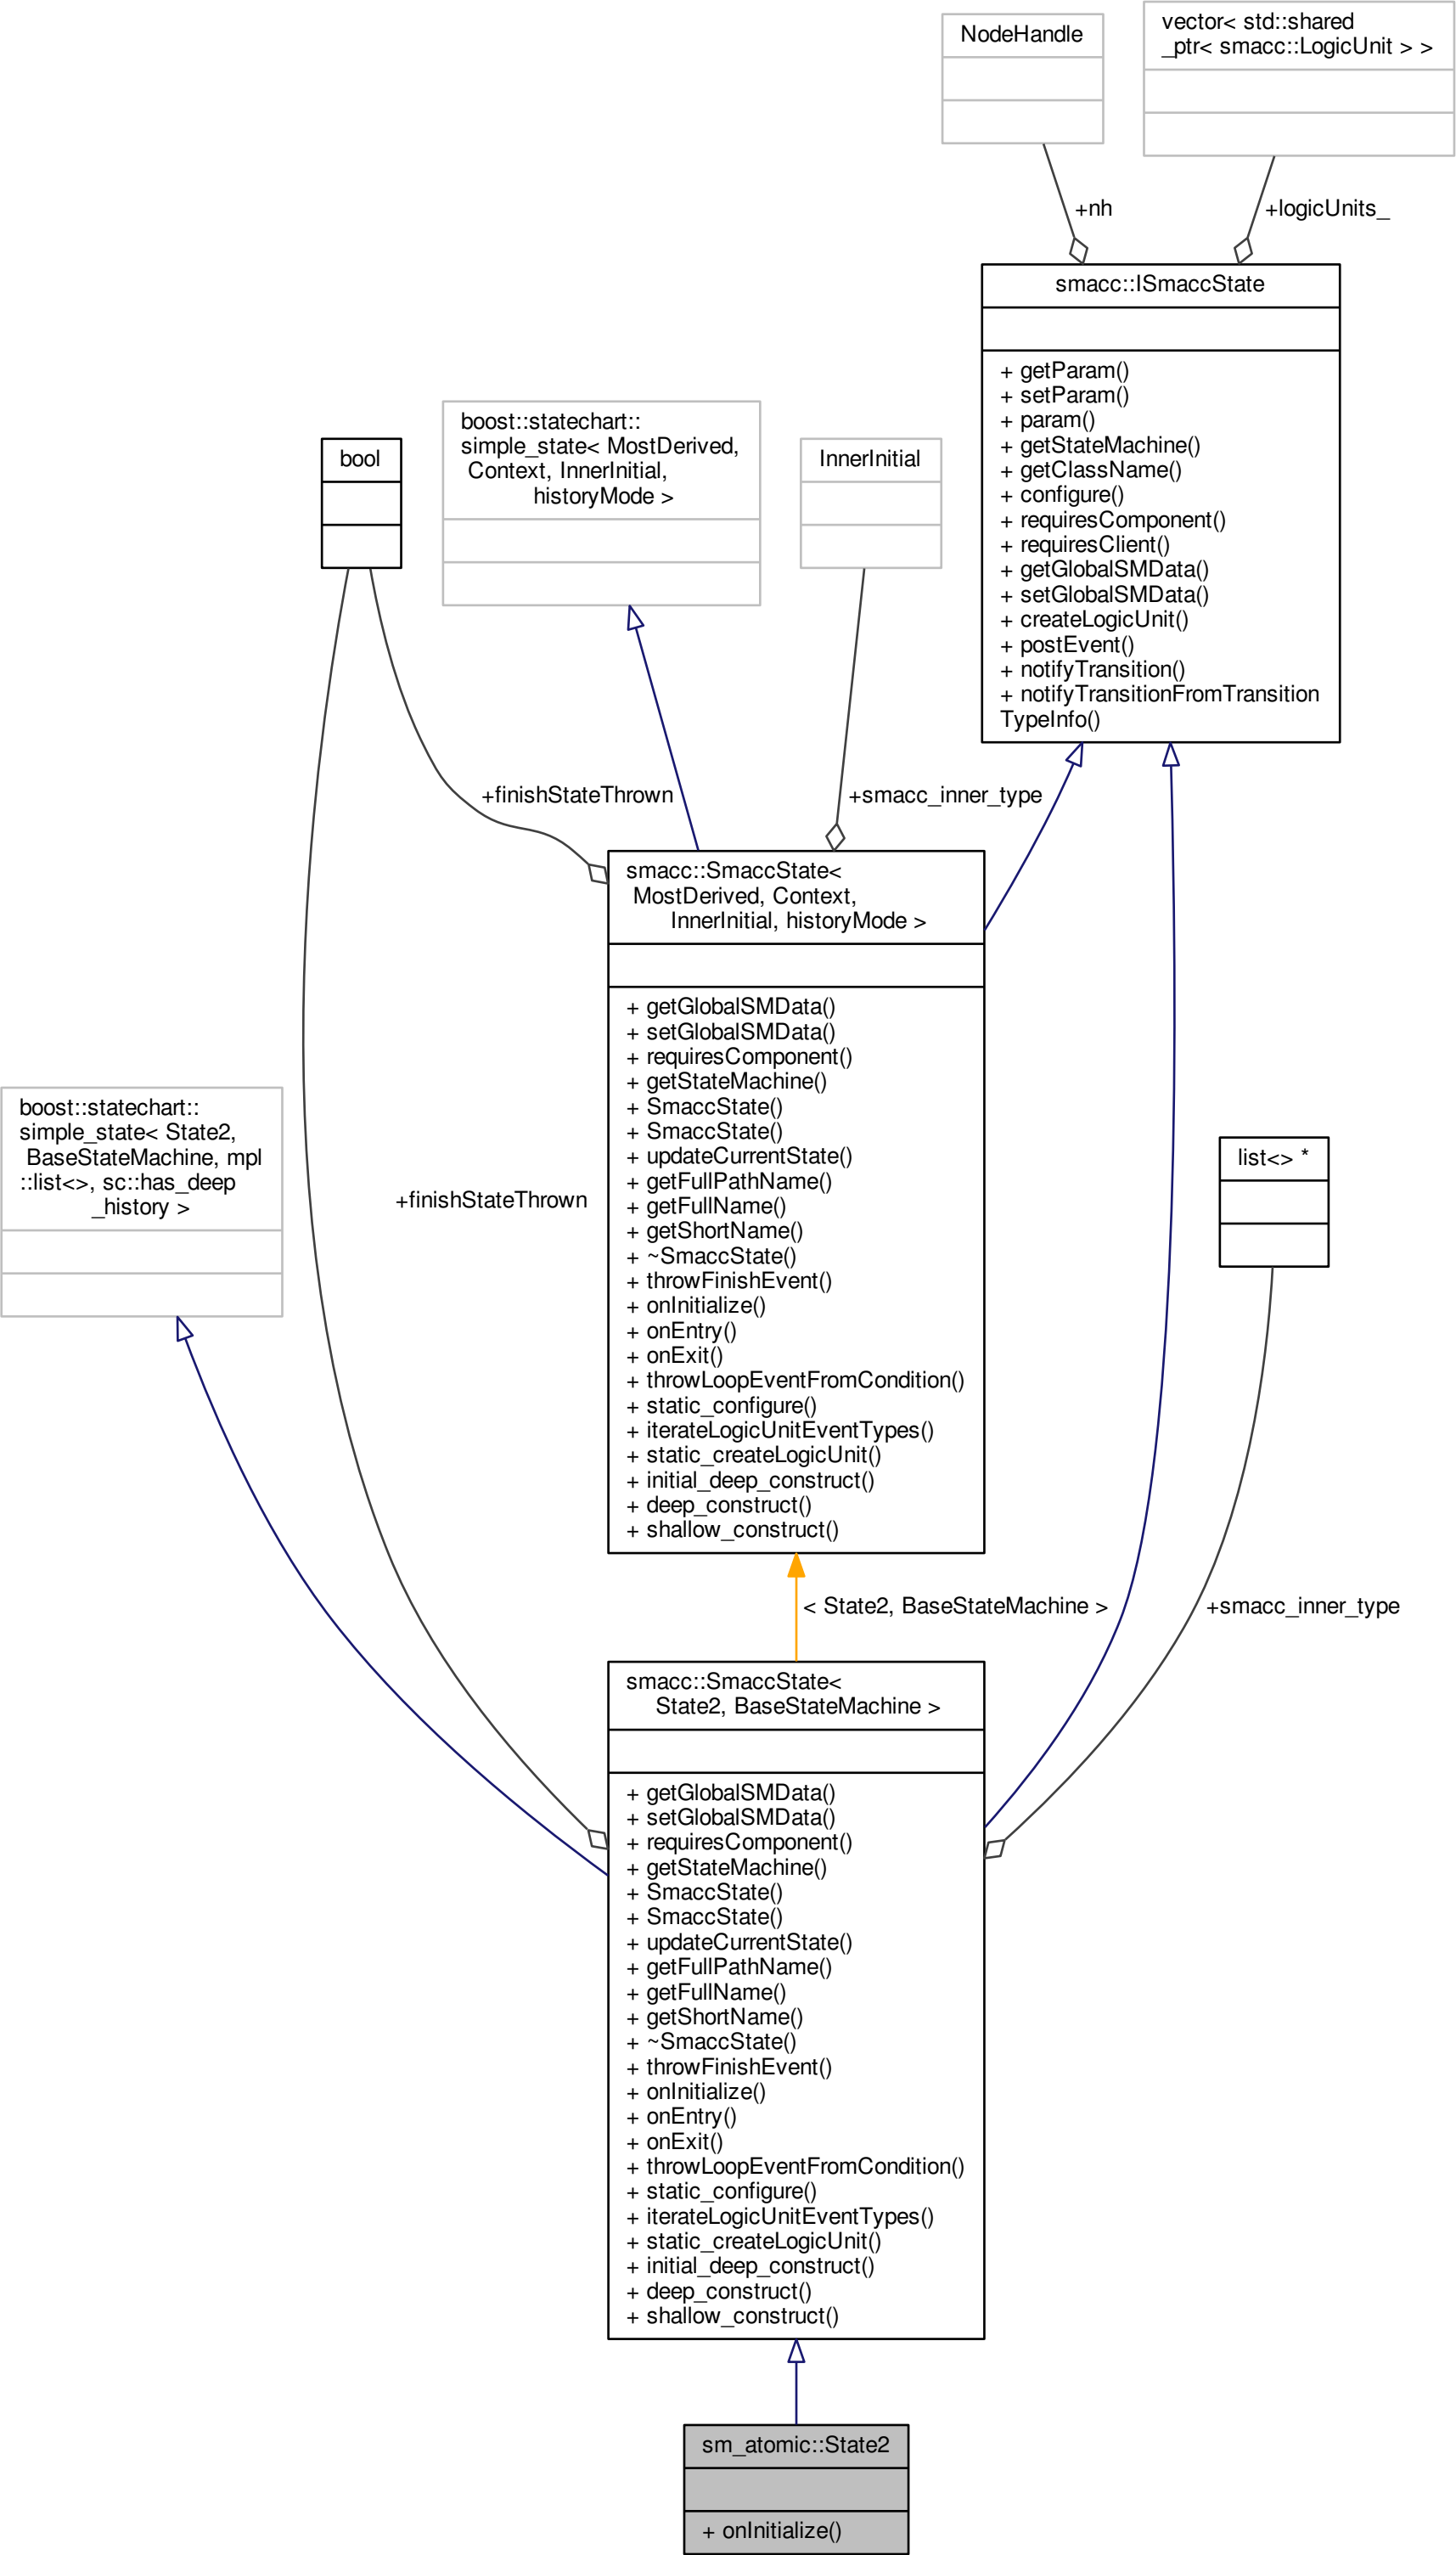 NodeHandle
vector< std::shared
_ptr< smacc::LogicUnit > >
+nh
+logicUnits_
smacc::ISmaccState
+ getParam()
+ setParam()
+ param()
+ getStateMachine()
+ getClassName()
+ configure()
+ requiresComponent()
+ requiresClient()
+ getGlobalSMData()
+ setGlobalSMData()
+ createLogicUnit()
+ postEvent()
+ notifyTransition()
+ notifyTransitionFromTransition
TypeInfo()
bool
boost::statechart::
simple_state< MostDerived,
Context, InnerInitial,
historyMode >
InnerInitial
+finishStateThrown
+smacc_inner_type
smacc::SmaccState<
MostDerived, Context,
InnerInitial, historyMode >
+ getGlobalSMData()
+ setGlobalSMData()
+ requiresComponent()
+ getStateMachine()
+ SmaccState()
+ SmaccState()
+ updateCurrentState()
+ getFullPathName()
+ getFullName()
+ getShortName()
+ ~SmaccState()
+ throwFinishEvent()
+ onInitialize()
+ onEntry()
+ onExit()
+ throwLoopEventFromCondition()
+ static_configure()
+ iterateLogicUnitEventTypes()
+ static_createLogicUnit()
+ initial_deep_construct()
+ deep_construct()
+ shallow_construct()
boost::statechart::
simple_state< State2,
BaseStateMachine, mpl
::list<>, sc::has_deep
_history >
+finishStateThrown
list<> *
< State2, BaseStateMachine >
+smacc_inner_type
smacc::SmaccState<
State2, BaseStateMachine >
+ getGlobalSMData()
+ setGlobalSMData()
+ requiresComponent()
+ getStateMachine()
+ SmaccState()
+ SmaccState()
+ updateCurrentState()
+ getFullPathName()
+ getFullName()
+ getShortName()
+ ~SmaccState()
+ throwFinishEvent()
+ onInitialize()
+ onEntry()
+ onExit()
+ throwLoopEventFromCondition()
+ static_configure()
+ iterateLogicUnitEventTypes()
+ static_createLogicUnit()
+ initial_deep_construct()
+ deep_construct()
+ shallow_construct()
sm_atomic::State2
+ onInitialize()